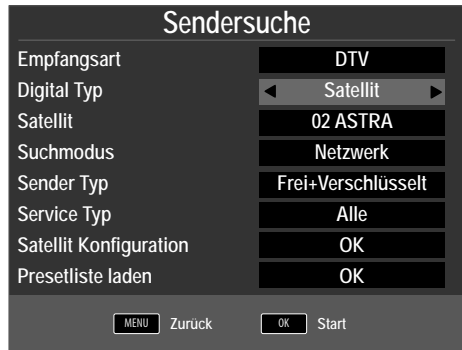 Sendersuche
Empfangsart DTV
Digital Typ Satellit
Satellit 02 ASTRA
Suchmodus Netzwerk
Sender Typ Frei+Verschlüsselt
Service Typ Alle
Satellit Konfiguration OK
Presetliste laden OK
MENU Zurück OK Start